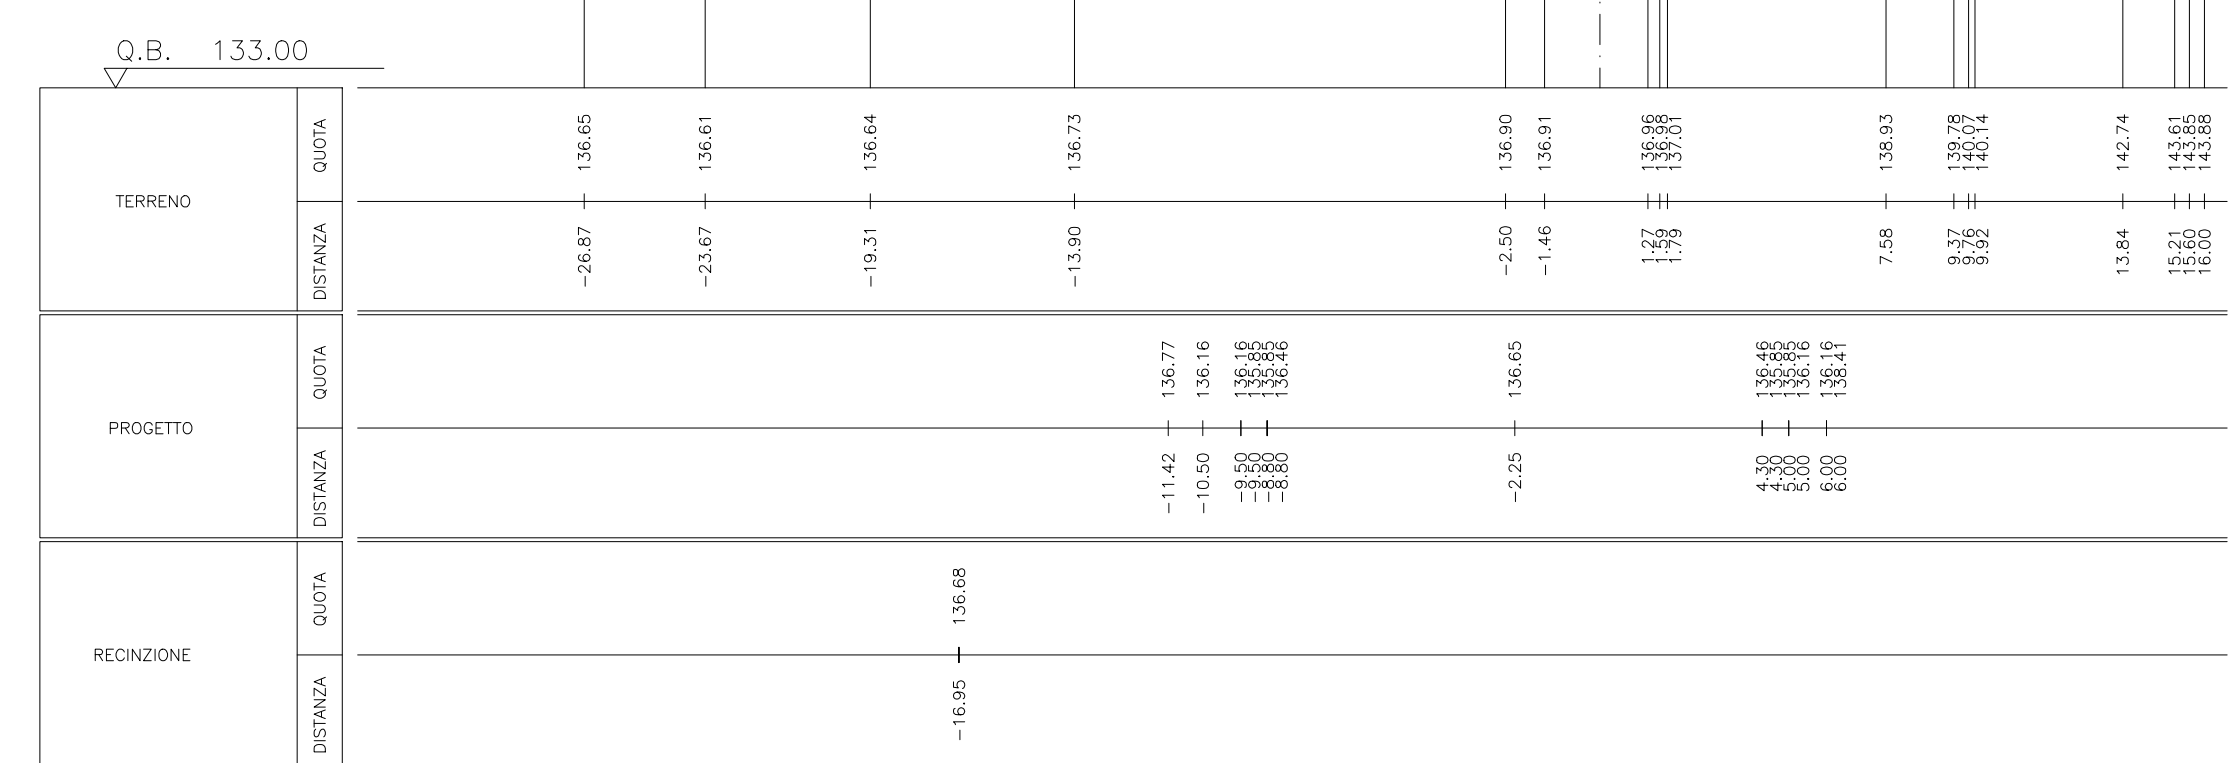 Q.B. 133.00
TERRENO
QUOTA
136.65 136.61 136.64 136.73 136.90 136.91 136.96 136.98 137.01 138.93 139.78 140.07 140.14 142.74 143.61 143.85 143.88
DISTANZA
-26.87 -23.67 -19.31 -13.90 -2.50 -1.46 1.27 1.59 1.79 7.58 9.37 9.76 9.92 13.84 15.21 15.60 16.00
PROGETTO
QUOTA
136.77 136.16 136.16 135.85 135.85 136.46 136.65 136.46 135.85 135.85 136.16 136.16 138.41
DISTANZA
-11.42 -10.50 -9.50 -9.50 -8.80 -8.80 -2.25 4.30 4.30 5.00 5.00 6.00 6.00
RECINZIONE
QUOTA
136.68
DISTANZA
-16.95